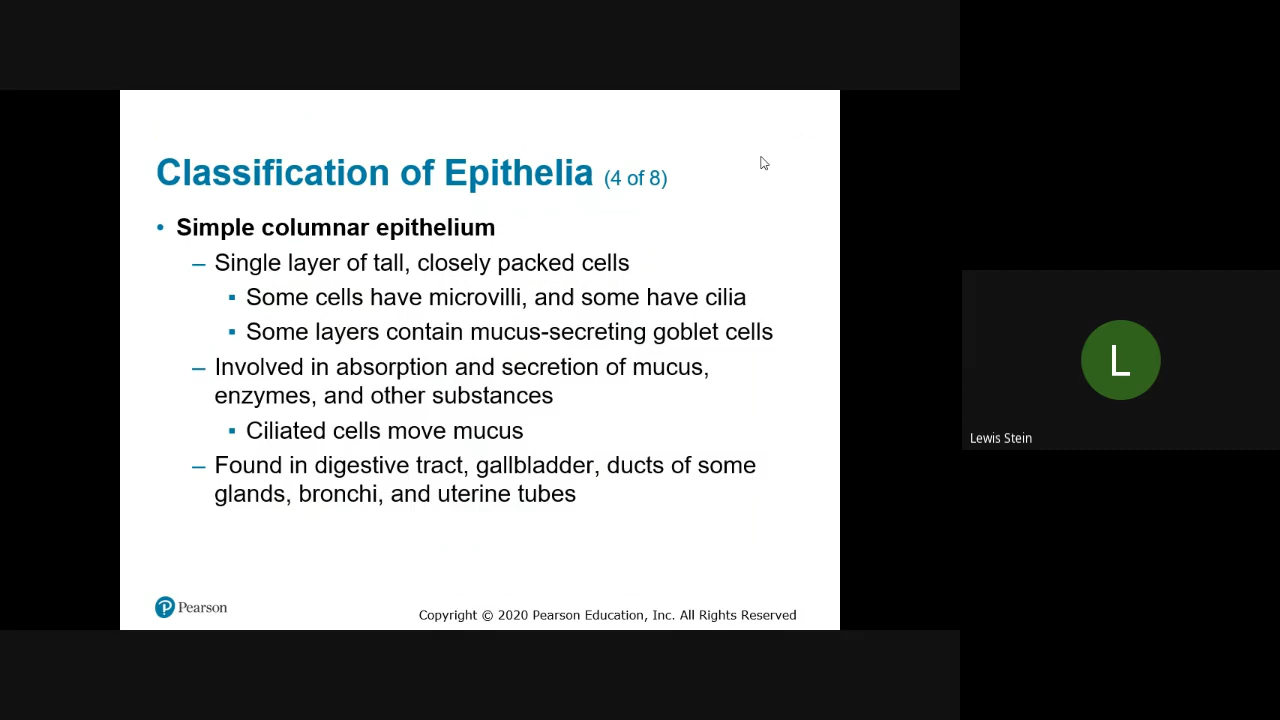 Classification of Epithelia (4 of 8)
• Simple columnar epithelium
– Single layer of tall, closely packed cells
▪ Some cells have microvilli, and some have cilia
▪ Some layers contain mucus-secreting goblet cells
– Involved in absorption and secretion of mucus,
enzymes, and other substances
▪ Ciliated cells move mucus
– Found in digestive tract, gallbladder, ducts of some
glands, bronchi, and uterine tubes
P Pearson
Copyright © 2020 Pearson Education, Inc. All Rights Reserved
L
Lewis Stein